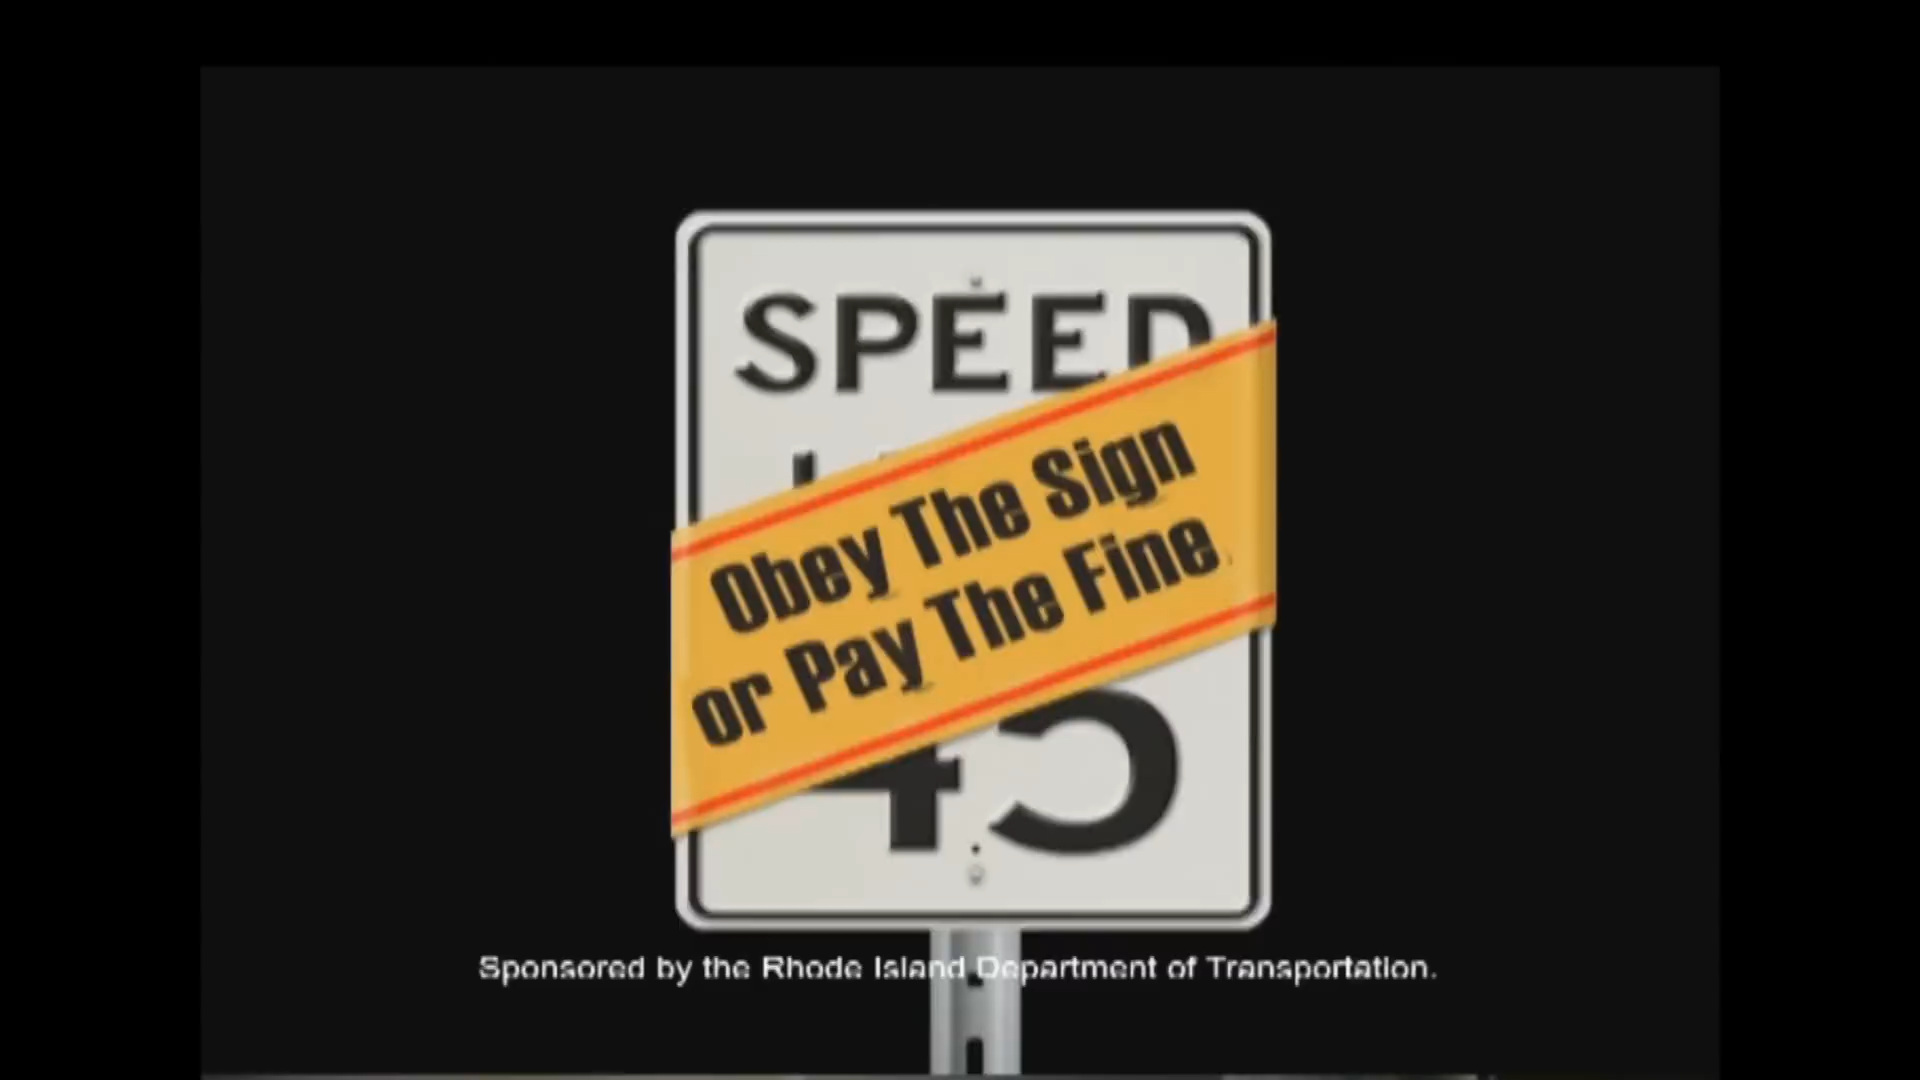 SPEED
Obey The Sign
or Pay The Fine
45
Sponsored by the Rhode Island Department of Transportation.